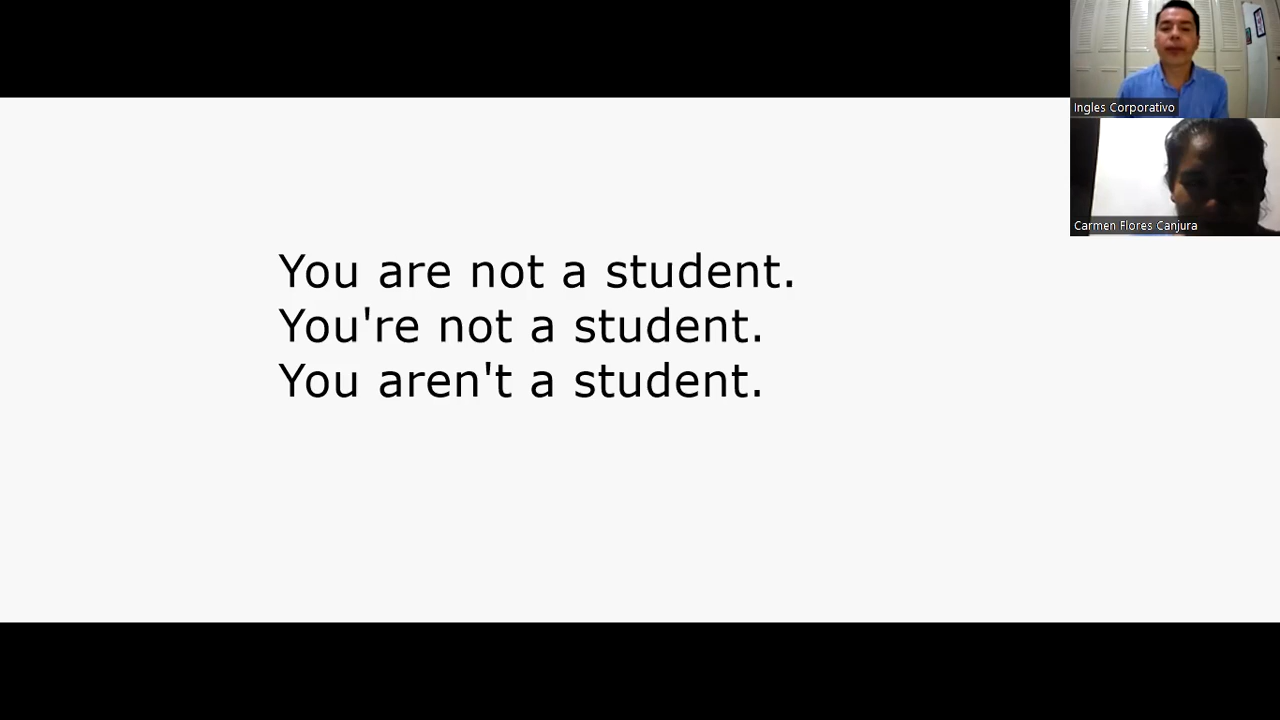 Ingles Corporativo
Carmen Flores Canjura
You are not a student.
You're not a student.
You aren't a student.